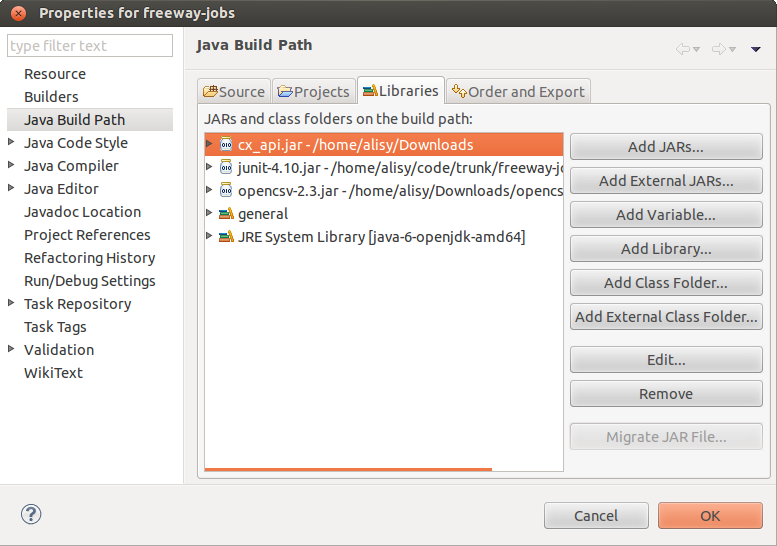 Properties for freeway-jobs
type filter text
Resource
Builders
Java Build Path
Java Code Style
Java Compiler
Java Editor
Javadoc Location
Project References
Refactoring History
Run/Debug Settings
Task Repository
Task Tags
Validation
WikiText
Java Build Path
Source
Projects
Libraries
Order and Export
JARs and class folders on the build path:
cx_api.jar - /home/alisy/Downloads
junit-4.10.jar - /home/alisy/code/trunk/freeway-jo
opencsv-2.3.jar - /home/alisy/Downloads/opencs
general
JRE System Library [java-6-openjdk-amd64]
Add JARs...
Add External JARs...
Add Variable...
Add Library...
Add Class Folder...
Add External Class Folder...
Edit...
Remove
Migrate JAR File...
?
Cancel
OK